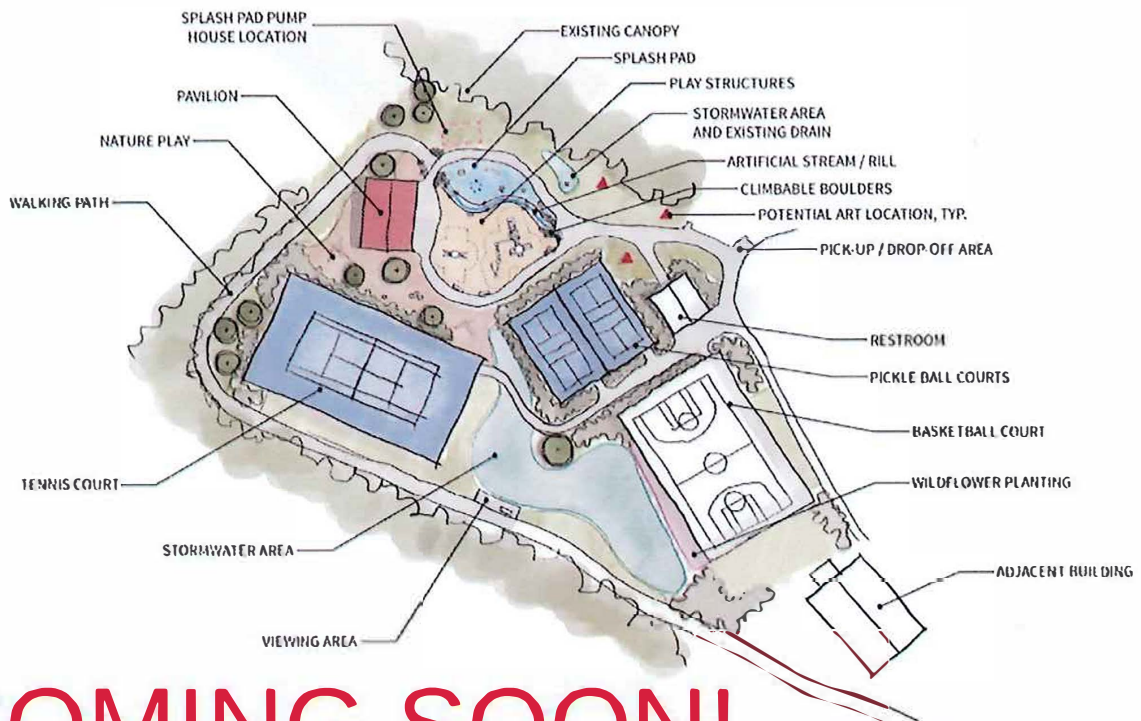 SPLASH PAD PUMP
HOUSE LOCATION
PAVILION
NATURE PLAY
WALKING PATH
TENNIS COURT
STORMWATER AREA
VIEWING AREA
EXISTING CANOPY
SPLASH PAD
PLAY STRUCTURES
STORMWATER AREA
AND EXISTING DRAIN
ARTIFICIAL STREAM / RILL
CLIMBABLE BOULDERS
POTENTIAL ART LOCATION, TYP.
PICK-UP / DROP OFF AREA
RESTROOM
PICKLE BALL COURTS
BASKETBALL COURT
WILDFLOWER PLANTING
ADJACENT BUILDING
COMING SOON!